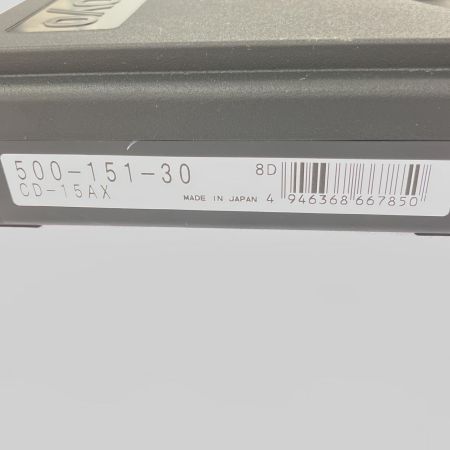 500-151-30
CD-15AX
8D
MADE IN JAPAN
4 946368 667850